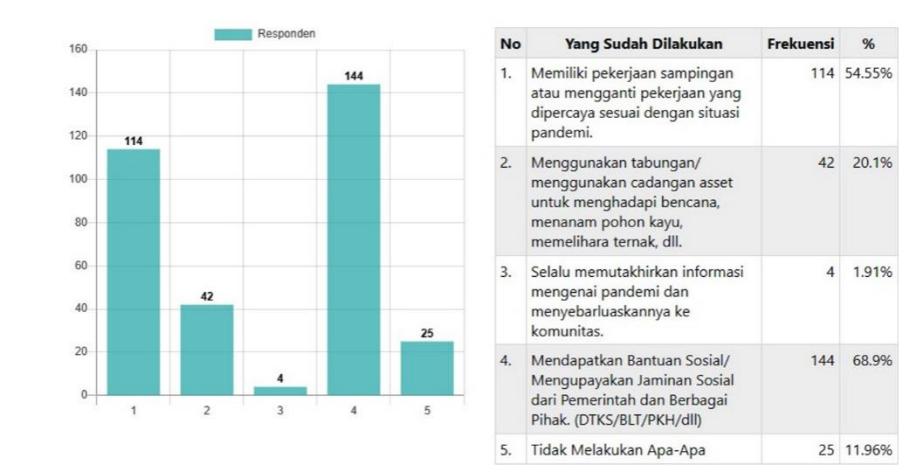 Responden
160
140
120
100
80
60
40
20
0
114
42
4
144
25
1 2 3 4 5
No Yang Sudah Dilakukan Frekuensi %
1. Memiliki pekerjaan sampingan 114 54.55%
atau mengganti pekerjaan yang
dipercaya sesuai dengan situasi
pandemi.
2. Menggunakan tabungan/ 42 20.1%
menggunakan cadangan asset
untuk menghadapi bencana,
menanam pohon kayu,
memelihara ternak, dll.
3. Selalu memutakhirkan informasi 4 1.91%
mengenai pandemi dan
menyebarluaskannya ke
komunitas.
4. Mendapatkan Bantuan Sosial/ 144 68.9%
Mengupayakan Jaminan Sosial
dari Pemerintah dan Berbagai
Pihak. (DTKS/BLT/PKH/dll)
5. Tidak Melakukan Apa-Apa 25 11.96%